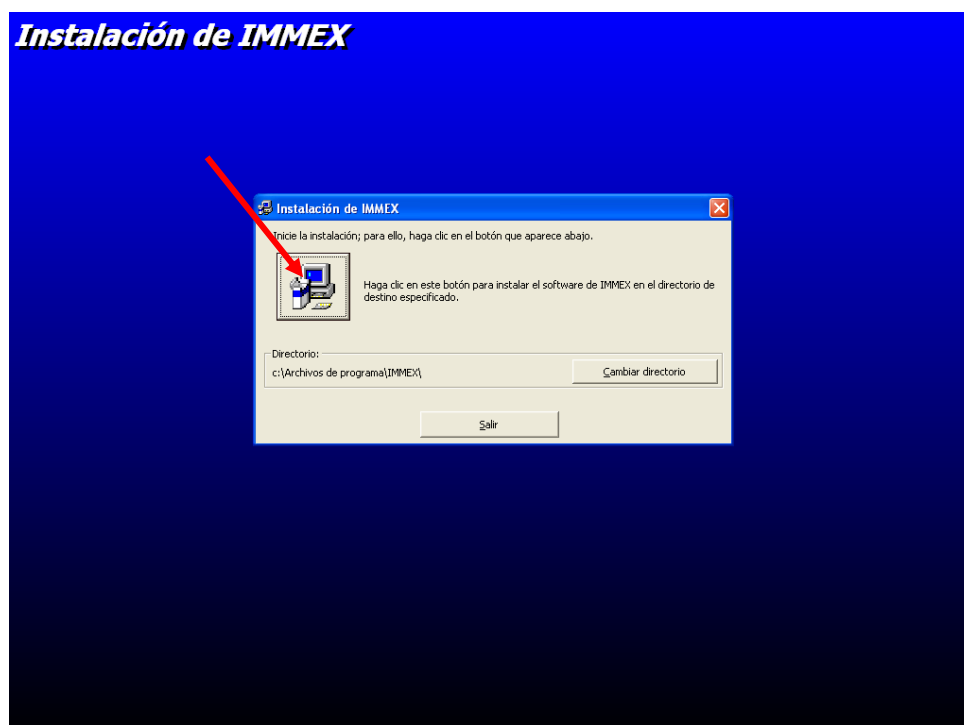 Instalación de IMMEX
Instalación de IMMEX
Inicie la instalación; para ello, haga clic en el botón que aparece abajo.
Haga clic en este botón para instalar el software de IMMEX en el directorio de
destino especificado.
Directorio:
c:\Archivos de programa\IMMEX\
Cambiar directorio
Salir